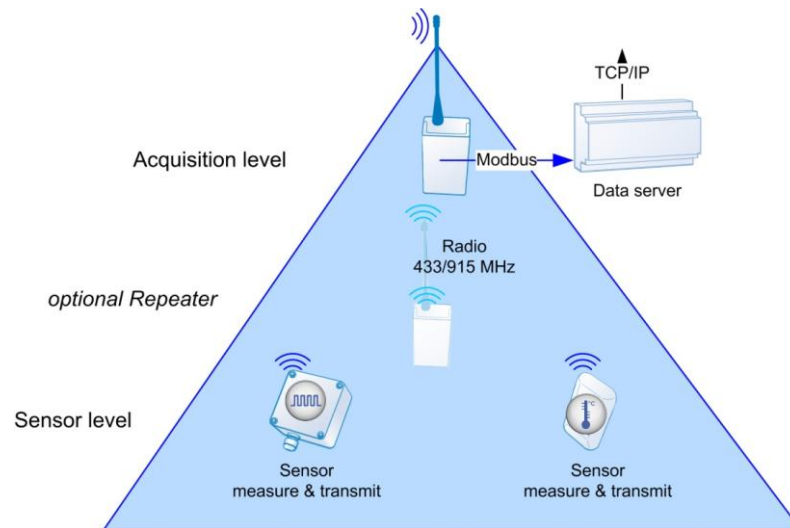 TCP/IP
Acquisition level
Modbus
Data server
Radio
433/915 MHz
optional Repeater
°C
Sensor level
Sensor
measure & transmit
Sensor
measure & transmit